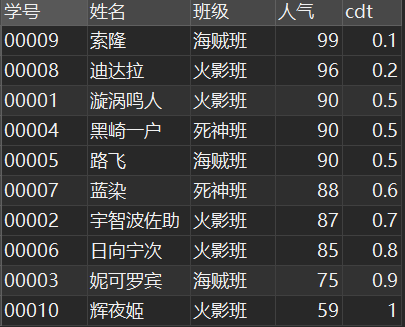 学号 姓名 班级 人气 cdt
00009 索隆 海贼班 99 0.1
00008 迪达拉 火影班 96 0.2
00001 漩涡鸣人 火影班 90 0.5
00004 黑崎一户 死神班 90 0.5
00005 路飞 海贼班 90 0.5
00007 蓝染 死神班 88 0.6
00002 宇智波佐助 火影班 87 0.7
00006 日向宁次 火影班 85 0.8
00003 妮可罗宾 海贼班 75 0.9
00010 辉夜姬 火影班 59 1